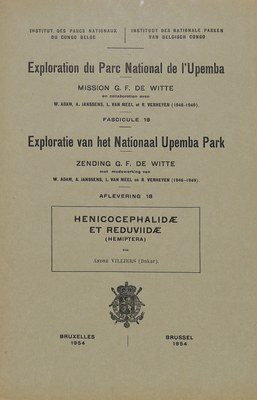 INSTITUT DES PARCS NATIONAUX
DU CONGO BELGE
INSTITUUT DER NATIONALE PARKEN
VAN BELGISCH CONGO
Exploration du Parc National de l'Upemba
MISSION G. F. DE WITTE
en collaboration avec
W. ADAM, A. JANSSENS, L. VAN MEEL et R. VERHEYEN (1946-1949).
FASCICULE 18
Exploratie van het Nationaal Upemba Park
ZENDING G. F. DE WITTE
met medewerking van
W. ADAM, A. JANSSENS, L. VAN MEEL en R. VERHEYEN (1946-1949).
AFLEVERING 18
HENICOCEPHALIDÆ
ET REDUVIIDÆ
(HEMIPTERA)
PAR
André VILLIERS (Dakar)
BRUXELLES
1954
BRUSSEL
1954